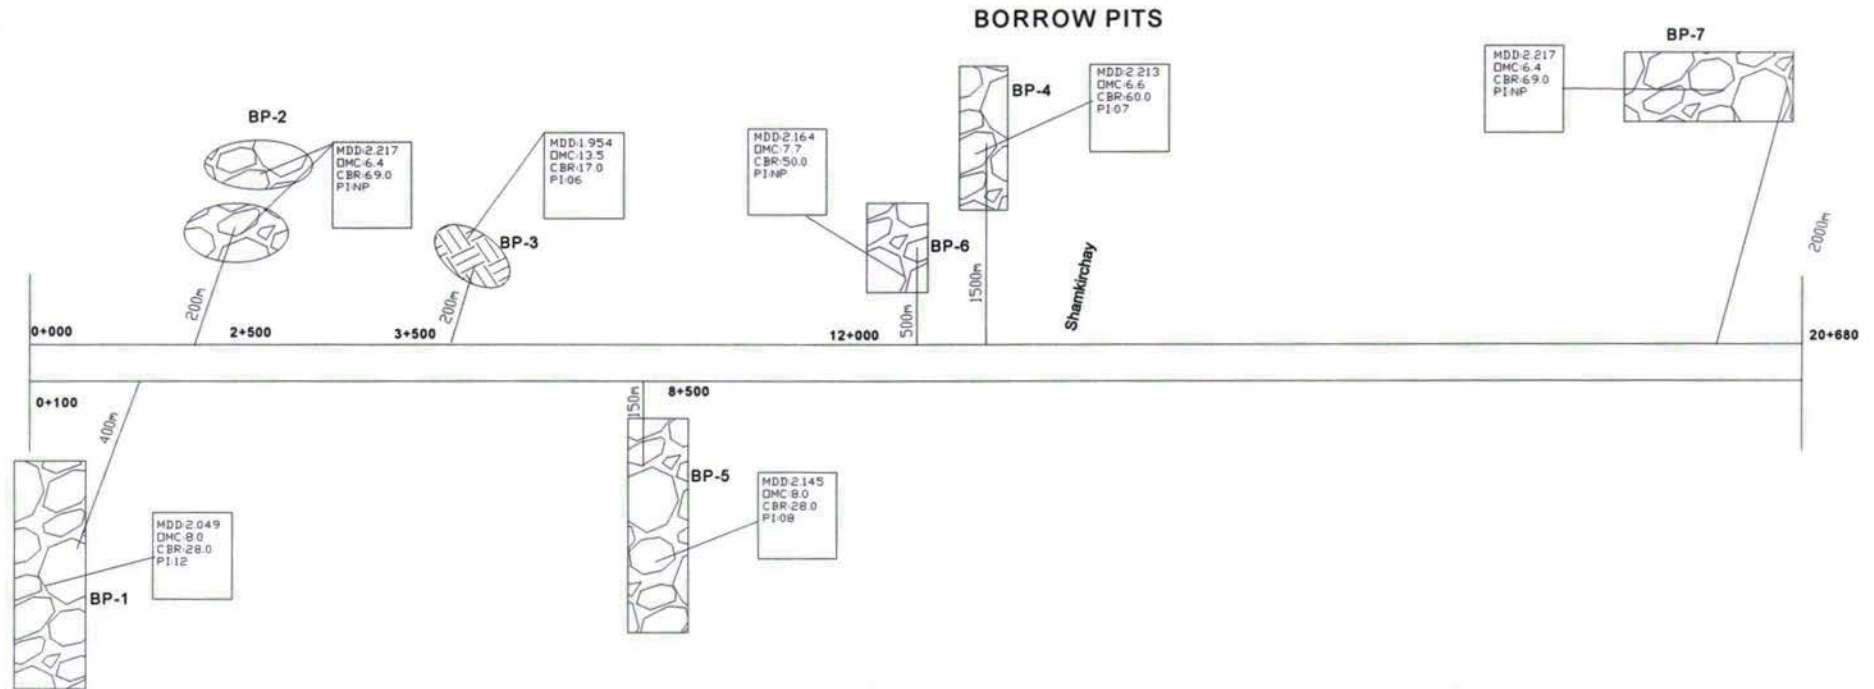 BORROW PITS
BP-7
MDD:2.217
OMC:6.4
CBR:69.0
PI:NP
BP-4
MDD:2.213
OMC:6.6
CBR:60.0
PI:07
BP-2
MDD:2.217
OMC:6.4
CBR:69.0
PI:NP
MDD:1.954
OMC:13.5
CBR:17.0
PI:06
BP-3
MDD:2.164
OMC:7.7
CBR:50.0
PI:NP
BP-6
200m
200m
500m
1500m
Shamkirchay
2000m
0+000
2+500
3+500
12+000
20+680
0+100
400m
150m
8+500
BP-5
MDD:2.145
OMC:8.0
CBR:28.0
PI:08
MDD:2.049
OMC:8.0
CBR:28.0
PI:12
BP-1